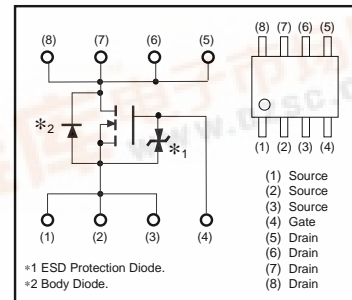 (8) (7) (6) (5)
(8) (7) (6) (5)
*2
*1
(1) (2) (3) (4)
(1) (2) (3) (4)
(1) Source
(2) Source
(3) Source
(4) Gate
(5) Drain
(6) Drain
(7) Drain
(8) Drain
*1 ESD Protection Diode.
*2 Body Diode.